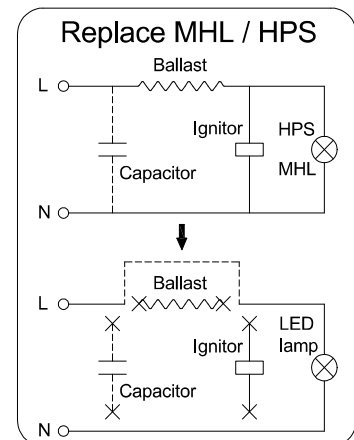 Replace MHL / HPS
Ballast
L
Ignitor
HPS
MHL
Capacitor
N
Ballast
L
Ignitor
LED
lamp
Capacitor
N